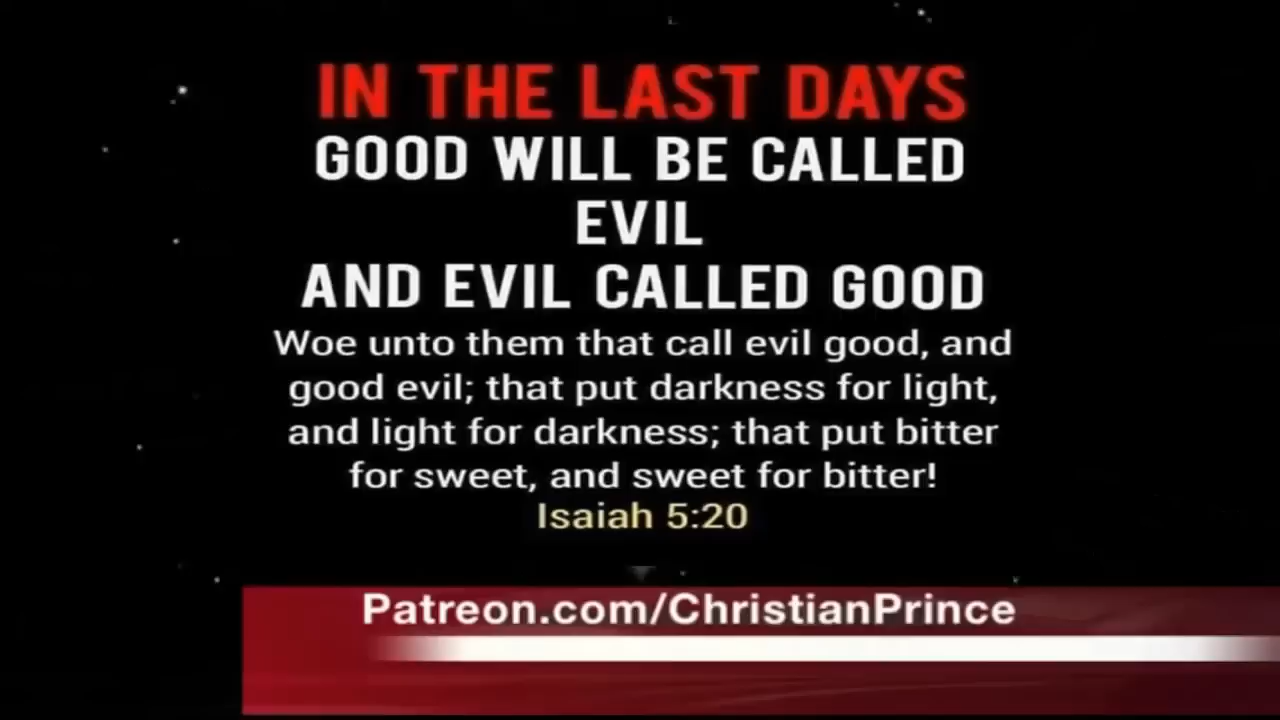 IN THE LAST DAYS
GOOD WILL BE CALLED
EVIL
AND EVIL CALLED GOOD
Woe unto them that call evil good, and
good evil; that put darkness for light,
and light for darkness; that put bitter
for sweet, and sweet for bitter!
Isaiah 5:20
Patreon.com/ChristianPrince